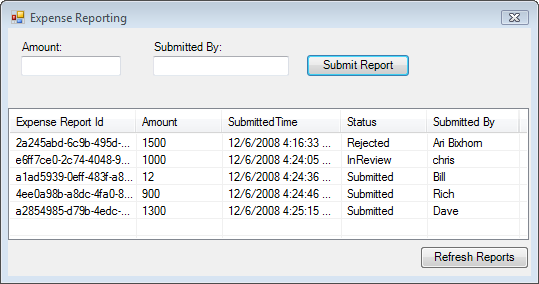 Expense Reporting
Amount: Submitted By:
Submit Report
Expense Report Id Amount SubmittedTime Status Submitted By
2a245abd-6c9b-495d-... 1500 12/6/2008 4:16:33 ... Rejected Ari Bixhorn
e6ff7ce0-2c74-4048-9... 1000 12/6/2008 4:24:05 ... InReview chris
a1ad5939-0eff-483f-a8... 12 12/6/2008 4:24:36 ... Submitted Bill
4ee0a98b-a8dc-4fa0-8... 900 12/6/2008 4:24:46 ... Submitted Rich
a2854985-d79b-4edc-... 1300 12/6/2008 4:25:15 ... Submitted Dave
Refresh Reports